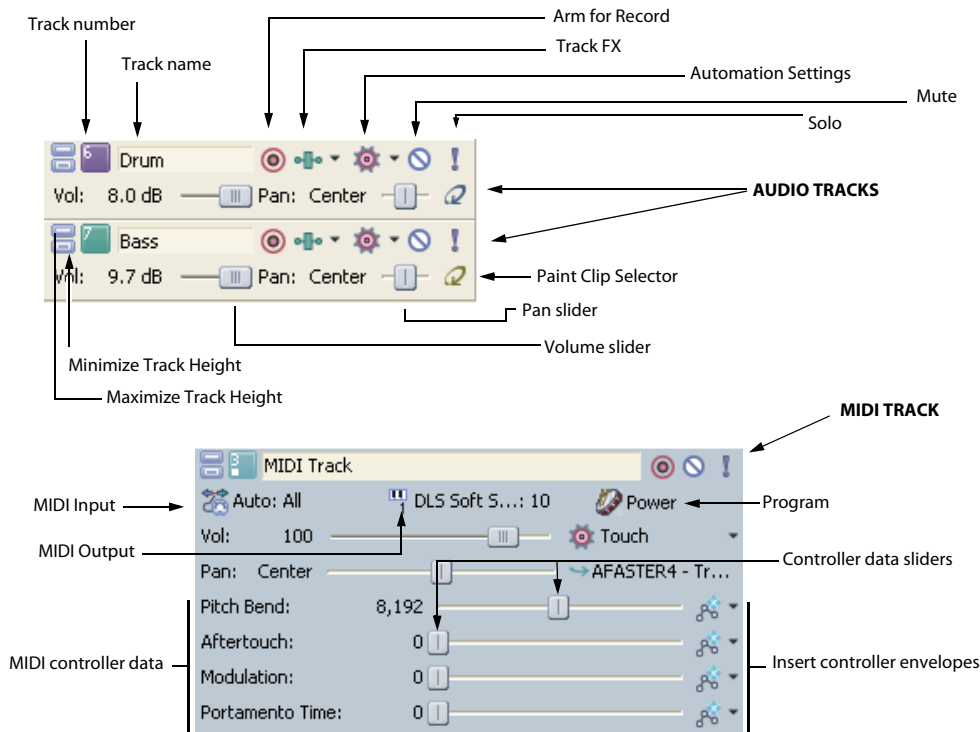 Track number
Arm for Record
Track FX
Track name
Automation Settings
Mute
Solo
6 Drum
Vol: 8.0 dB Pan: Center
AUDIO TRACKS
7 Bass
Vol: 9.7 dB Pan: Center
Paint Clip Selector
Pan slider
Volume slider
Minimize Track Height
Maximize Track Height
MIDI TRACK
3 MIDI Track
MIDI Input
Auto: All 1 DLS Soft S...: 10 Power
Program
MIDI Output
Vol: 100 Touch
Controller data sliders
Pan: Center AFASTER4 - Tr...
Pitch Bend: 8,192
Aftertouch: 0
MIDI controller data
Insert controller envelopes
Modulation: 0
Portamento Time: 0